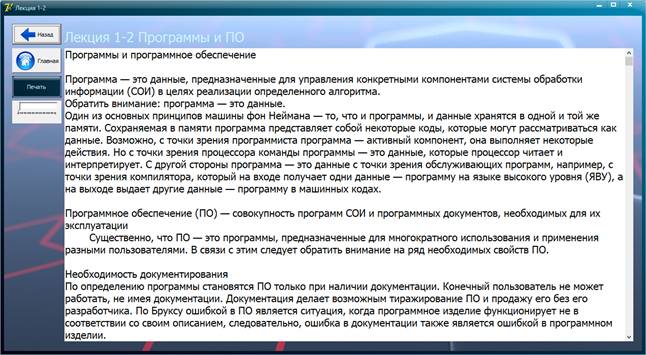 Лекция 1-2
Назад
Главная
Печать
Лекция 1-2 Программы и ПО
Программы и программное обеспечение
Программа — это данные, предназначенные для управления конкретными компонентами системы обработки
информации (СОИ) в целях реализации определенного алгоритма.
Обратить внимание: программа — это данные.
Один из основных принципов машины фон Неймана — то, что и программы, и данные хранятся в одной и той же
памяти. Сохраняемая в памяти программа представляет собой некоторые коды, которые могут рассматриваться как
данные. Возможно, с точки зрения программиста программа — активный компонент, она выполняет некоторые
действия. Но с точки зрения процессора команды программы — это данные, которые процессор читает и
интерпретирует. С другой стороны программа — это данные с точки зрения обслуживающих программ, например, с
точки зрения компилятора, который на входе получает одни данные — программу на языке высокого уровня (ЯВУ), а
на выходе выдает другие данные — программу в машинных кодах.
Программное обеспечение (ПО) — совокупность программ СОИ и программных документов, необходимых для их
эксплуатации
Существенно, что ПО — это программы, предназначенные для многократного использования и применения
разными пользователями. В связи с этим следует обратить внимание на ряд необходимых свойств ПО.
Необходимость документирования
По определению программы становятся ПО только при наличии документации. Конечный пользователь не может
работать, не имея документации. Документация делает возможным тиражирование ПО и продажу его без его
разработчика. По Бруксу ошибкой в ПО является ситуация, когда программное изделие функционирует не в
соответствии со своим описанием, следовательно, ошибка в документации также является ошибкой в программном
изделии.